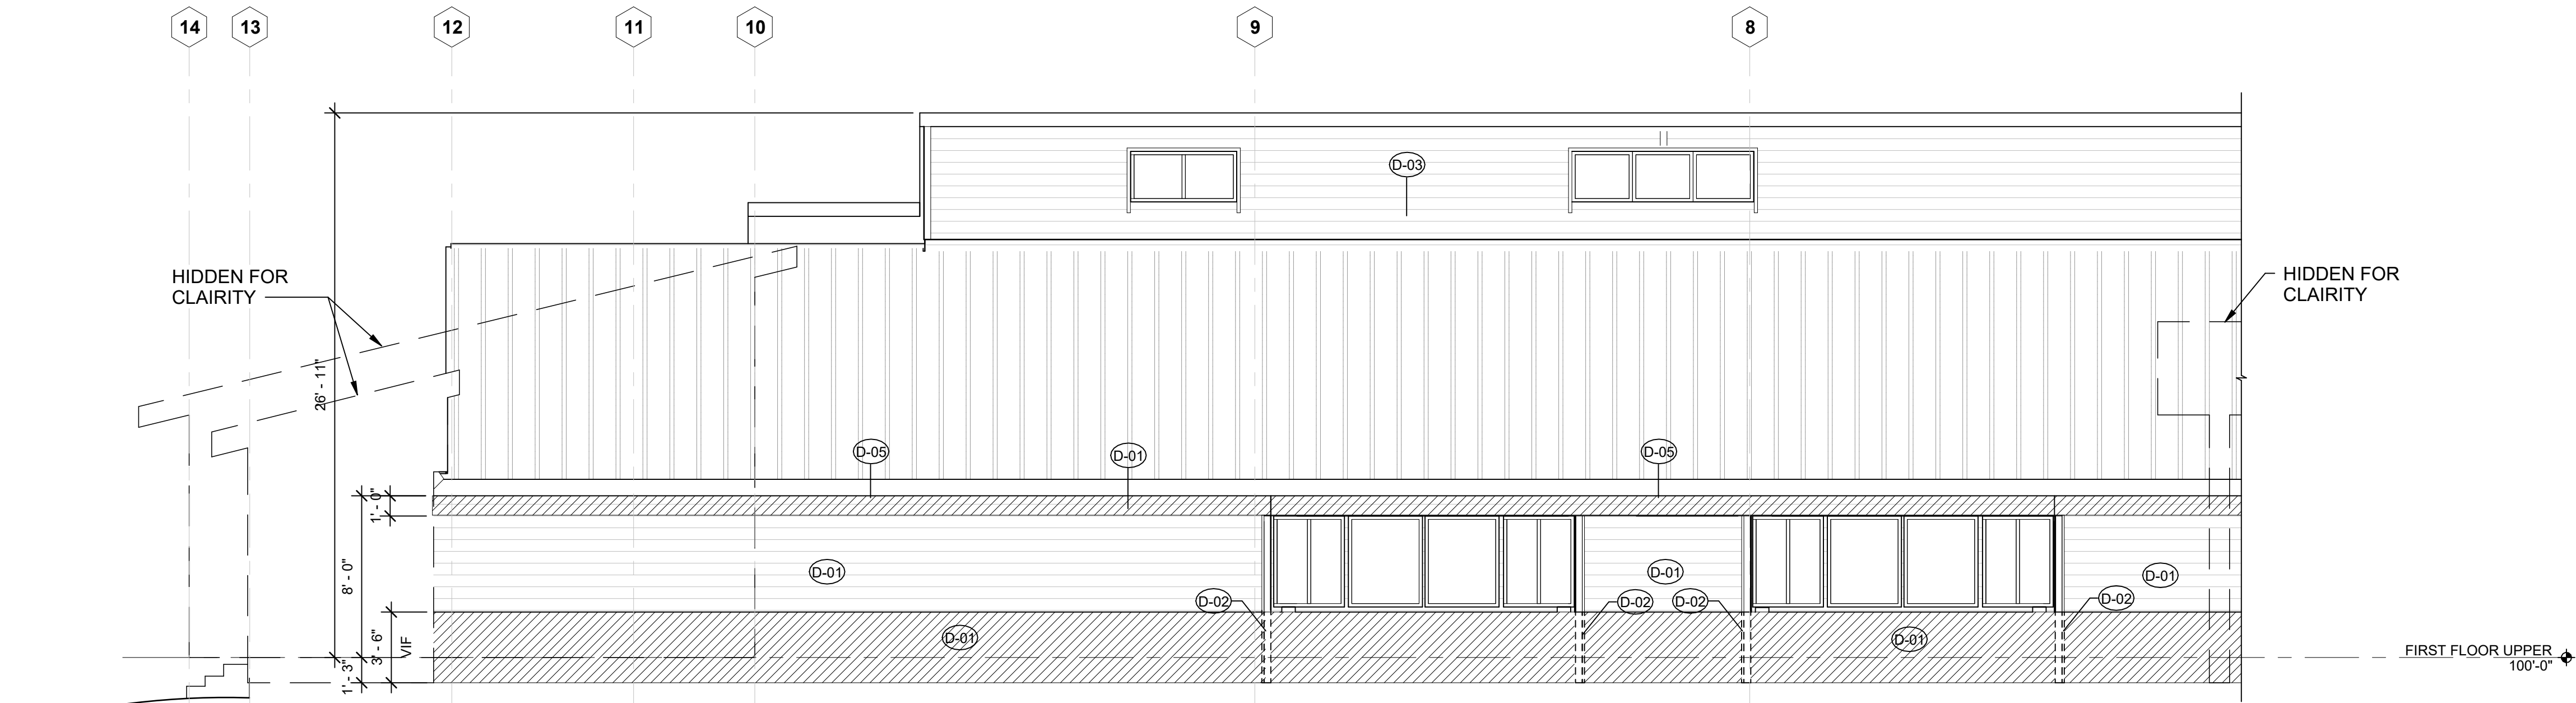 14
13
12
11
10
9
8
D-03
HIDDEN FOR
CLAIRITY
HIDDEN FOR
CLAIRITY
26' - 11"
D-05
D-01
D-05
1' - 0"
8' - 0"
D-01
D-01
D-01
D-02
D-02
D-02
D-02
3' - 6"
VIF
D-01
D-01
1' - 3"
FIRST FLOOR UPPER
100'-0"